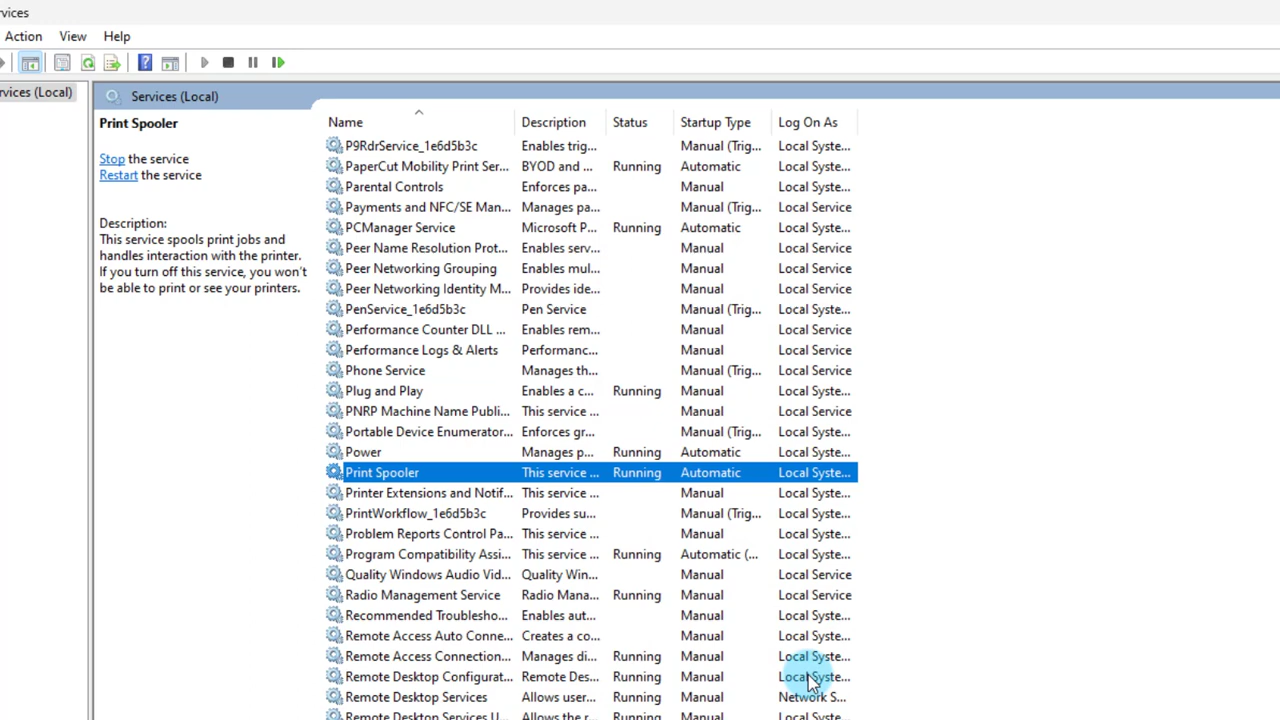 rvices
Action View Help
rvices (Local)
Services (Local)
Print Spooler
Stop the service
Restart the service
Description:
This service spools print jobs and
handles interaction with the printer.
If you turn off this service, you won't
be able to print or see your printers.
Name Description Status Startup Type Log On As
P9RdrService_1e6d5b3c Enables trig... Manual (Trig... Local Syste...
PaperCut Mobility Print Ser... BYOD and ... Running Automatic Local Syste...
Parental Controls Enforces pa... Manual Local Syste...
Payments and NFC/SE Man... Manages pa... Manual (Trig... Local Service
PCManager Service Microsoft P... Running Automatic Local Syste...
Peer Name Resolution Prot... Enables serv... Manual Local Service
Peer Networking Grouping Enables mul... Manual Local Service
Peer Networking Identity M... Provides ide... Manual Local Service
PenService_1e6d5b3c Pen Service Manual (Trig... Local Syste...
Performance Counter DLL ... Enables rem... Manual Local Service
Performance Logs & Alerts Performanc... Manual Local Service
Phone Service Manages th... Manual (Trig... Local Service
Plug and Play Enables a c... Running Manual Local Syste...
PNRP Machine Name Publi... This service ... Manual Local Service
Portable Device Enumerator... Enforces gr... Manual (Trig... Local Syste...
Power Manages p... Running Automatic Local Syste...
Print Spooler This service ... Running Automatic Local Syste...
Printer Extensions and Notif... This service ... Manual Local Syste...
PrintWorkflow_1e6d5b3c Provides su... Manual (Trig... Local Syste...
Problem Reports Control Pa... This service ... Manual Local Syste...
Program Compatibility Assi... This service ... Running Automatic (... Local Syste...
Quality Windows Audio Vid... Quality Win... Manual Local Service
Radio Management Service Radio Mana... Running Manual Local Service
Recommended Troublesho... Enables aut... Manual Local Syste...
Remote Access Auto Conne... Creates a co... Manual Local Syste...
Remote Access Connection... Manages di... Running Manual Local Syste...
Remote Desktop Configurat... Remote Des... Running Manual Local Syste...
Remote Desktop Services Allows user... Running Manual Network S...
Remote Desktop Services U... Allows the r... Running Manual Local Syste...